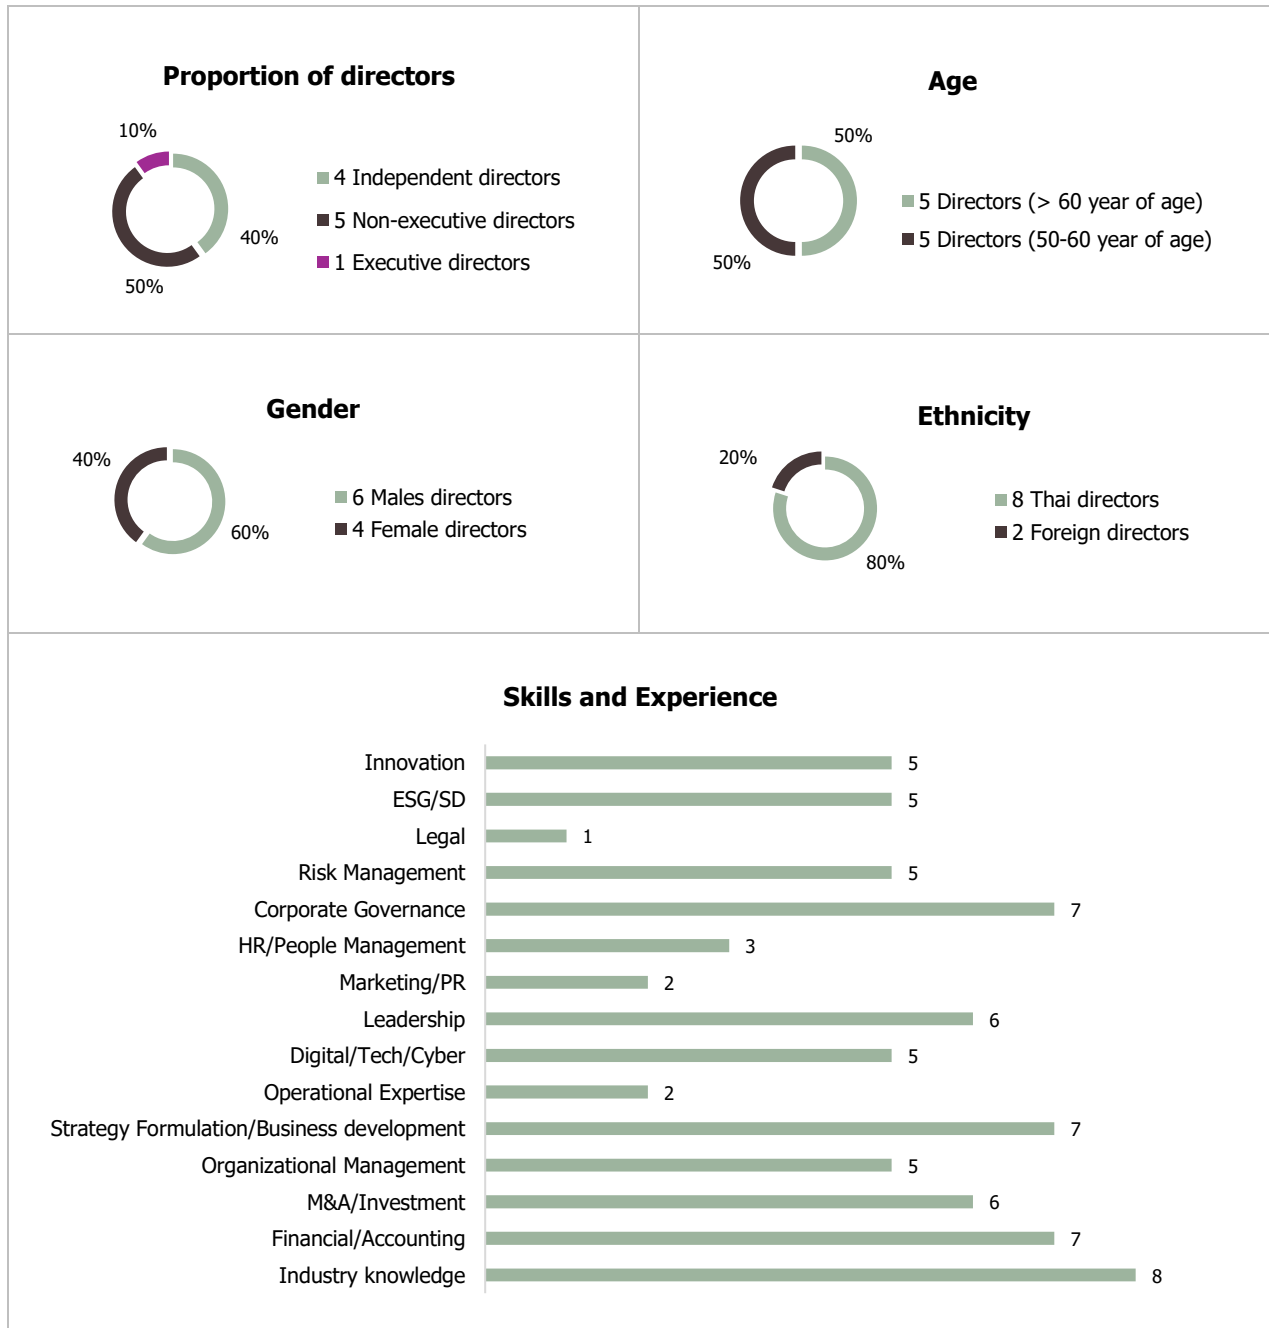 Proportion of directors
10%
40%
50%
4 Independent directors
5 Non-executive directors
1 Executive directors
Age
50%
50%
5 Directors (> 60 year of age)
5 Directors (50-60 year of age)
Gender
40%
60%
6 Males directors
4 Female directors
Ethnicity
20%
80%
8 Thai directors
2 Foreign directors
Skills and Experience
Innovation 5
ESG/SD 5
Legal 1
Risk Management 5
Corporate Governance 7
HR/People Management 3
Marketing/PR 2
Leadership 6
Digital/Tech/Cyber 5
Operational Expertise 2
Strategy Formulation/Business development 7
Organizational Management 5
M&A/Investment 6
Financial/Accounting 7
Industry knowledge 8